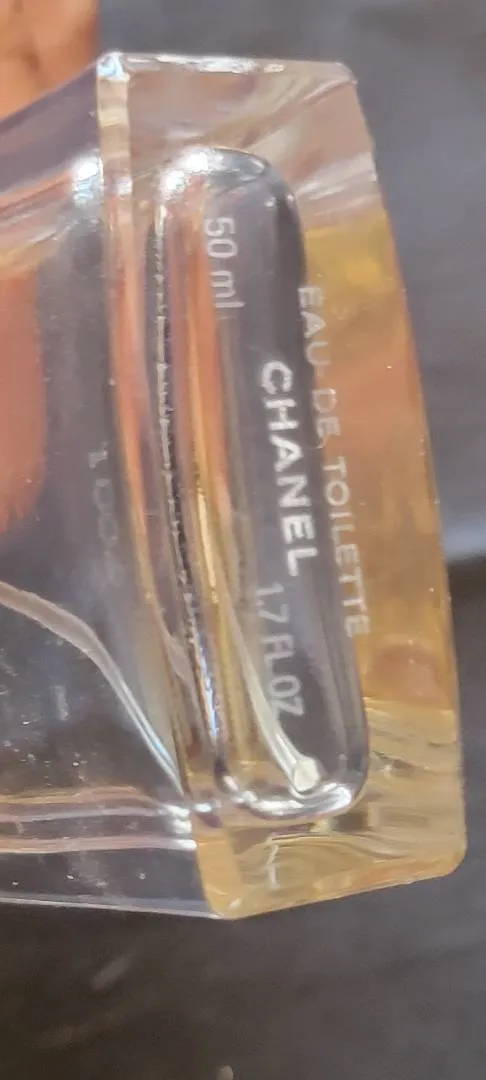 EAU DE TOILETTE
CHANEL
50 ml
1.7 FL.OZ